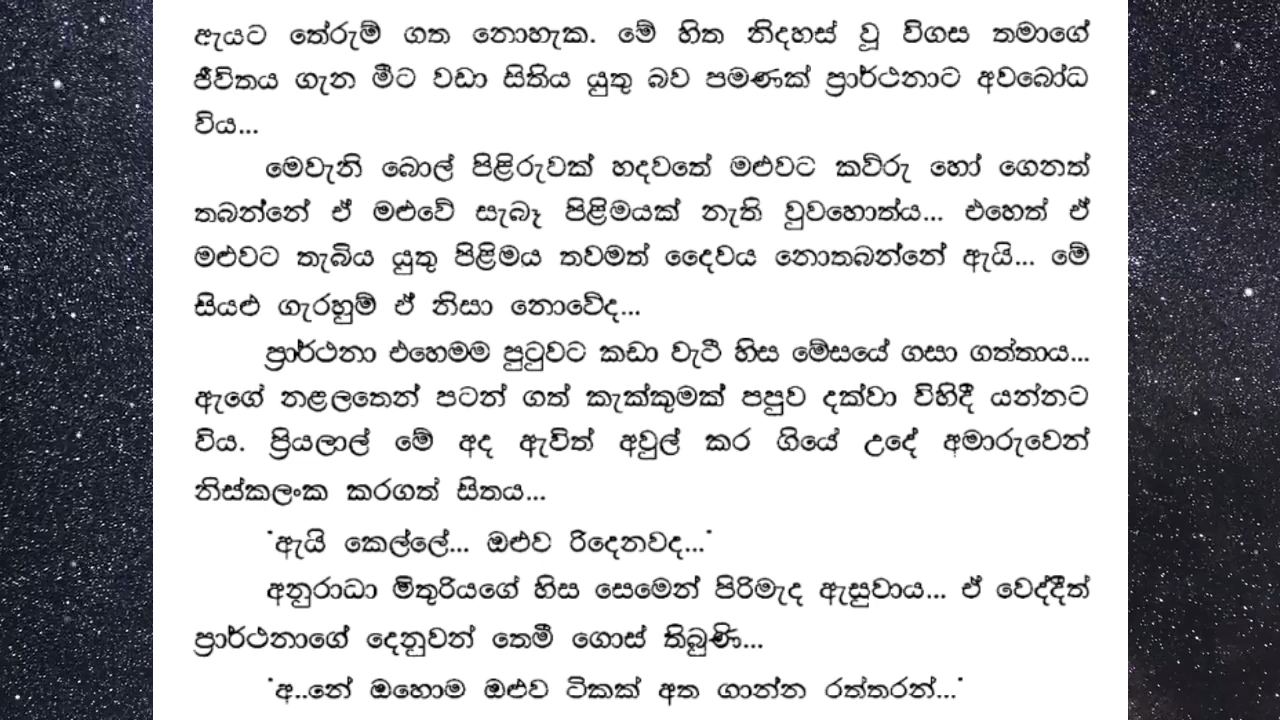 ඇයට තේරුම් ගත නොහැක. මේ හිත නිදහස් වූ විගස තමාගේ
ජීවිතය ගැන මීට වඩා සිතිය යුතු බව පමණක් ප්‍රාර්ථනාට අවබෝධ
විය...
මෙවැනි බොල් පිළිරුවක් හදවතේ මළුවට කව්රු හෝ ගෙනත්
තබන්නේ ඒ මළුවේ සැබෑ පිළිමයක් නැති වුවහොත්ය... එහෙත් ඒ
මළුවට තැබිය යුතු පිළිමය තවමත් දෛවය නොතබන්නේ ඇයි... මේ
සියළු ගැරහුම් ඒ නිසා නොවේද...
ප්‍රාර්ථනා එහෙමම පුටුවට කඩා වැටී හිස මේසයේ ගසා ගත්තාය...
ඇගේ නළලතෙන් පටන් ගත් කැක්කුමක් පපුව දක්වා විහිදී යන්නට
විය. ප්‍රියලාල් මේ අද ඇවිත් අවුල් කර ගියේ උදේ අමාරුවෙන්
නිස්කලංක කරගත් සිතය...
"ඇයි කෙල්ලේ... ඔළුව රිදෙනවද..."
අනුරාධා මිතුරියගේ හිස සෙමෙන් පිරිමැද ඇසුවාය... ඒ වෙද්දීත්
ප්‍රාර්ථනාගේ දෙනුවන් තෙමී ගොස් තිබුණි...
"අ..නේ ඔහොම ඔළුව ටිකක් අත ගාන්න රත්තරන්..."